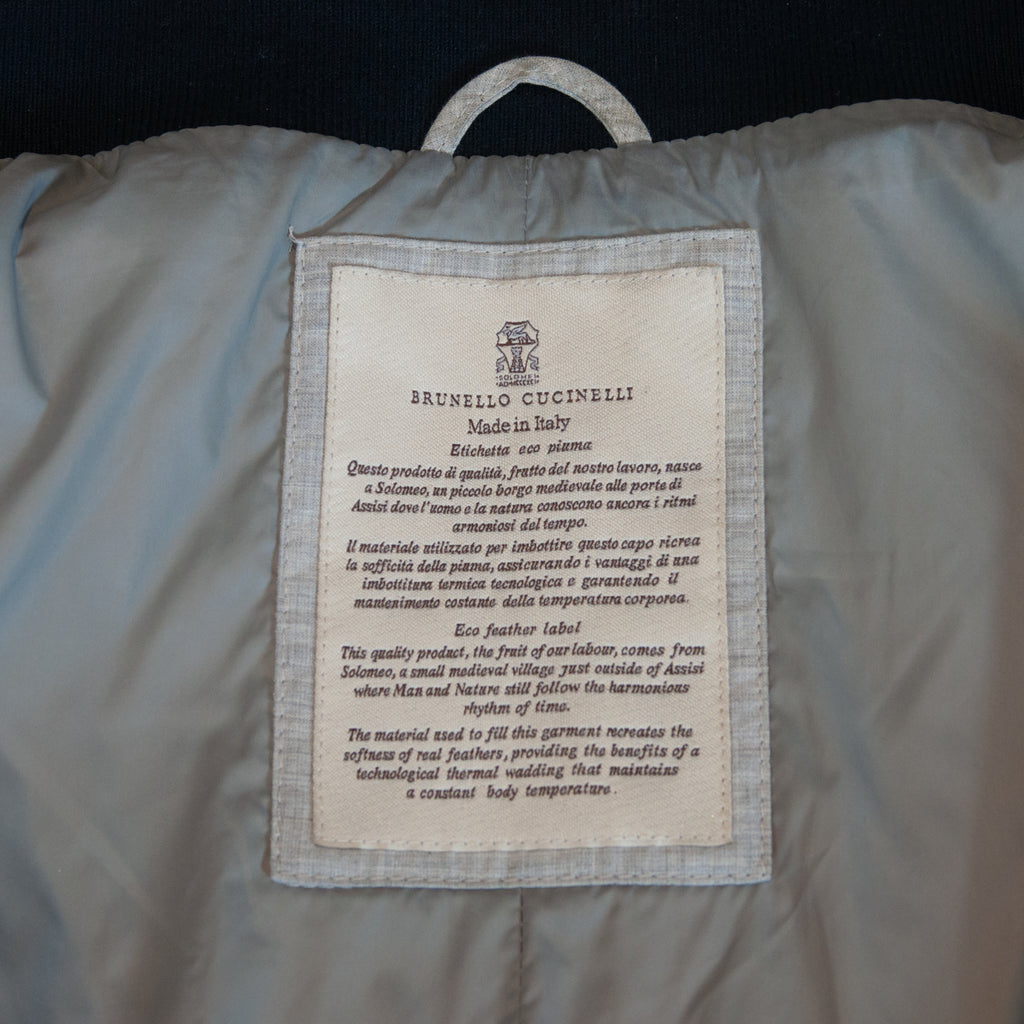 SOLOMEI
BRUNELLO CUCINELLI
Made in Italy
Etichetta eco piuma
Questo prodotto di qualità, frutto del nostro lavoro, nasce
a Solomeo, un piccolo borgo medievale alle porte di
Assisi dove l'uomo e la natura conoscono ancora i ritmi
armoniosi del tempo.
Il materiale utilizzato per imbottire questo capo ricrea
la sofficità della piuma, assicurando i vantaggi di una
imbottitura termica tecnologica e garantendo il
mantenimento costante della temperatura corporea.
Eco feather label
This quality product, the fruit of our labour, comes from
Solomeo, a small medieval village just outside of Assisi
where Man and Nature still follow the harmonious
rhythm of time.
The material used to fill this garment recreates the
softness of real feathers, providing the benefits of a
technological thermal wadding that maintains
a constant body temperature.